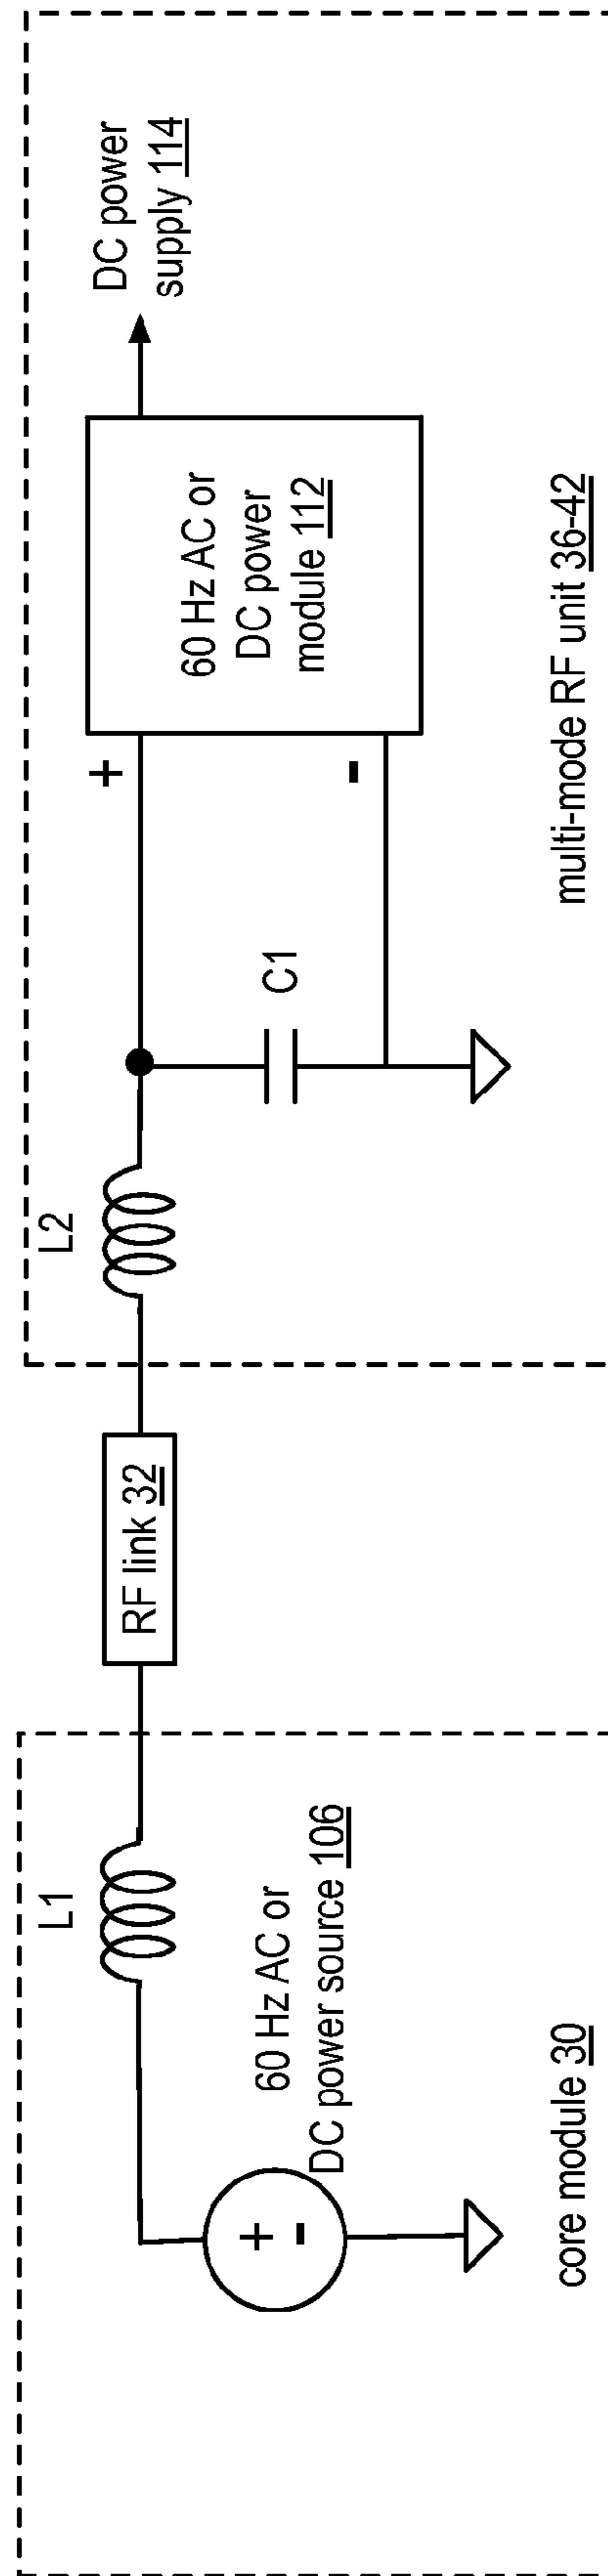 L1
60 Hz AC or
DC power source 106
+
-
core module 30
RF link 32
L2
C1
+
-
60 Hz AC or
DC power
module 112
DC power
supply 114
multi-mode RF unit 36-42